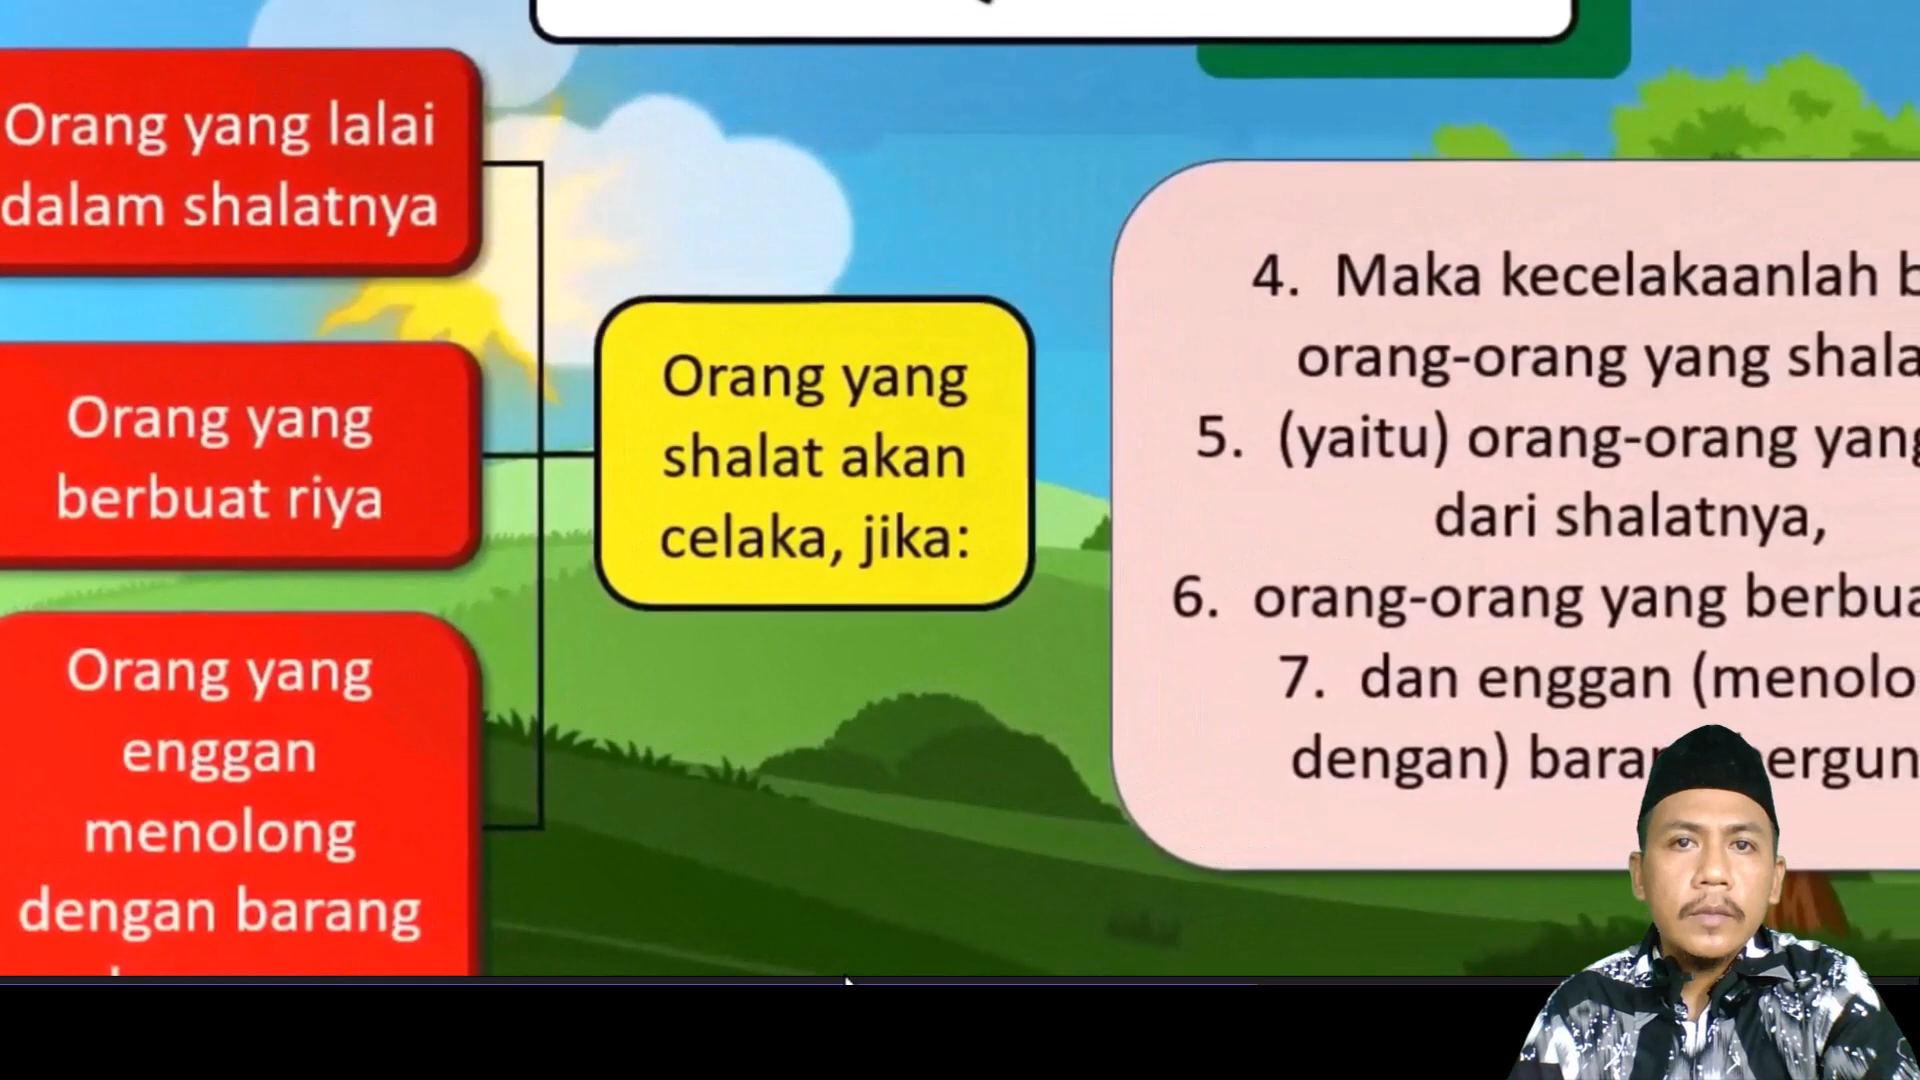 Orang yang lalai
dalam shalatnya
Orang yang
berbuat riya
Orang yang
enggan
menolong
dengan barang
Orang yang
shalat akan
celaka, jika:
4. Maka kecelakaanlah
orang-orang yang
5. (yaitu) orang-orang yang
dari shalatnya,
6. orang-orang yang
7. dan enggan
dengan)